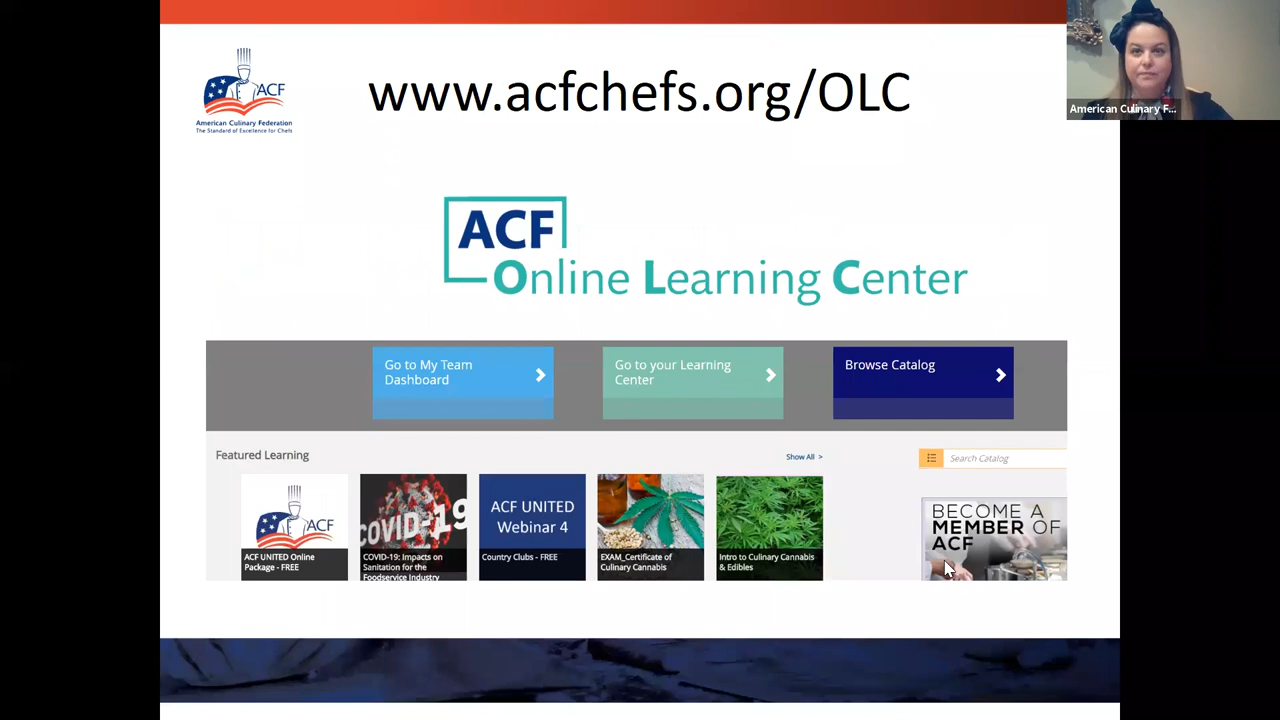 www.acfchefs.org/OLC
ACF
American Culinary Federation
The Standard of Excellence for Chefs
American Culinary F...
ACF
Online Learning Center
Go to My Team
Dashboard
Go to your Learning
Center
Browse Catalog
Featured Learning
Show All >
Search Catalog
ACF
ACF UNITED Online
Package - FREE
COVID-19
COVID-19: Impacts on
Sanitation for the
Foodservice Industry
ACF UNITED
Webinar 4
Country Clubs - FREE
EXAM_Certificate of
Culinary Cannabis
Intro to Culinary Cannabis
& Edibles
BECOME A
MEMBER OF
ACF